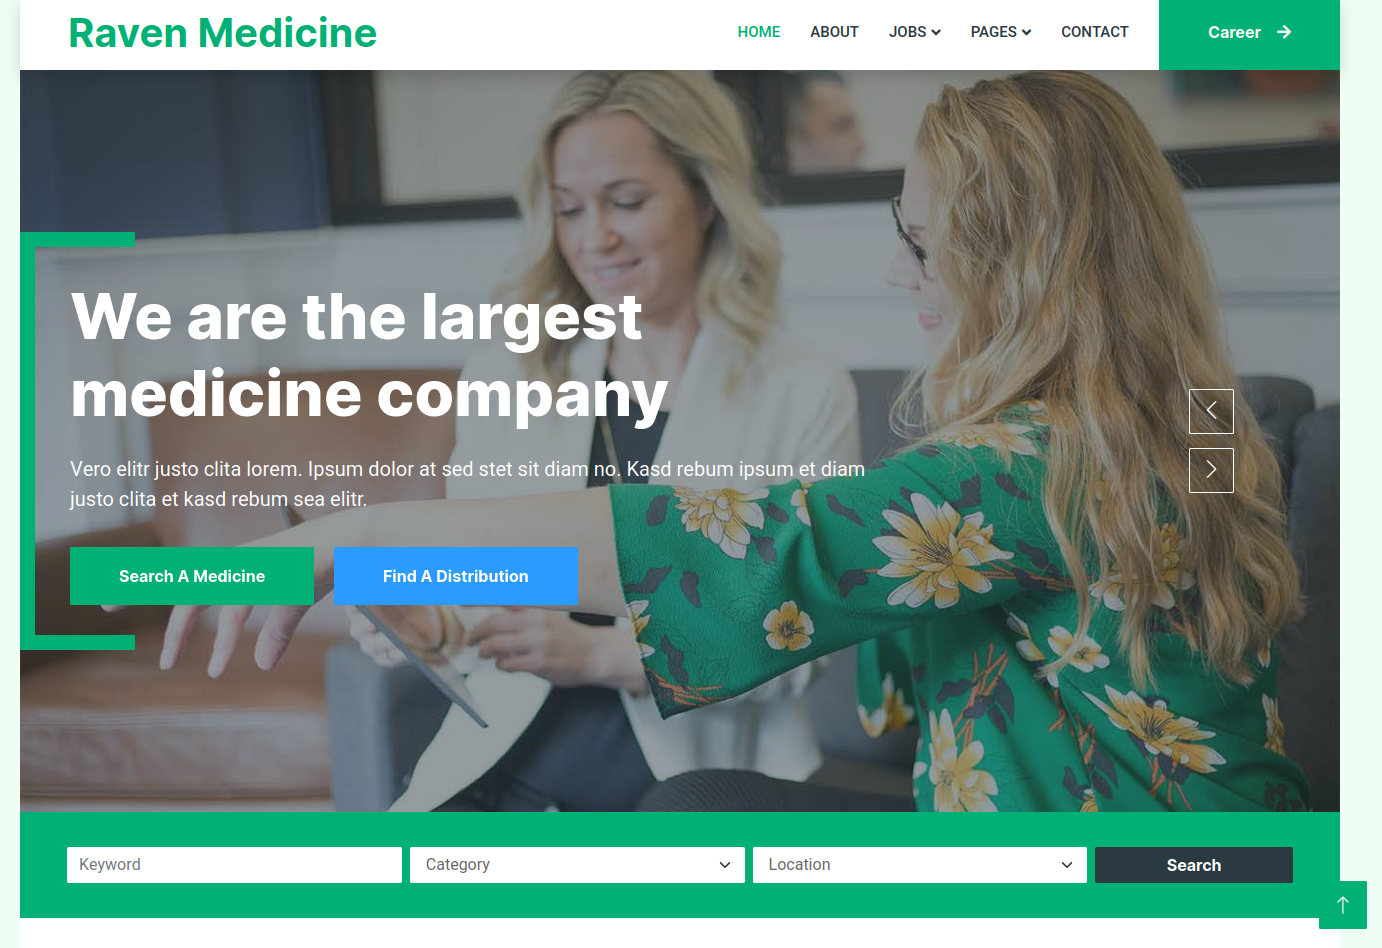 Raven Medicine
HOME ABOUT JOBS PAGES CONTACT Career
We are the largest
medicine company
Vero elitr justo clita lorem. Ipsum dolor at sed stet sit diam no. Kasd rebum ipsum et diam
justo clita et kasd rebum sea elitr.
Search A Medicine Find A Distribution
Keyword Category Location Search